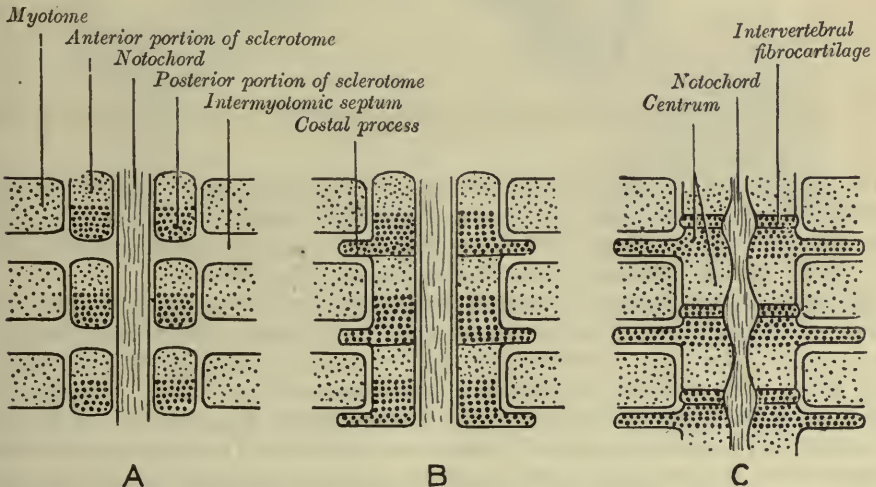 Myotome
Anterior portion of sclerotome
Notochord
Posterior portion of sclerotome
Intermyotomic septum
Costal process
Intervertebral
fibrocartilage
Notochord
Centrum
A
B
C